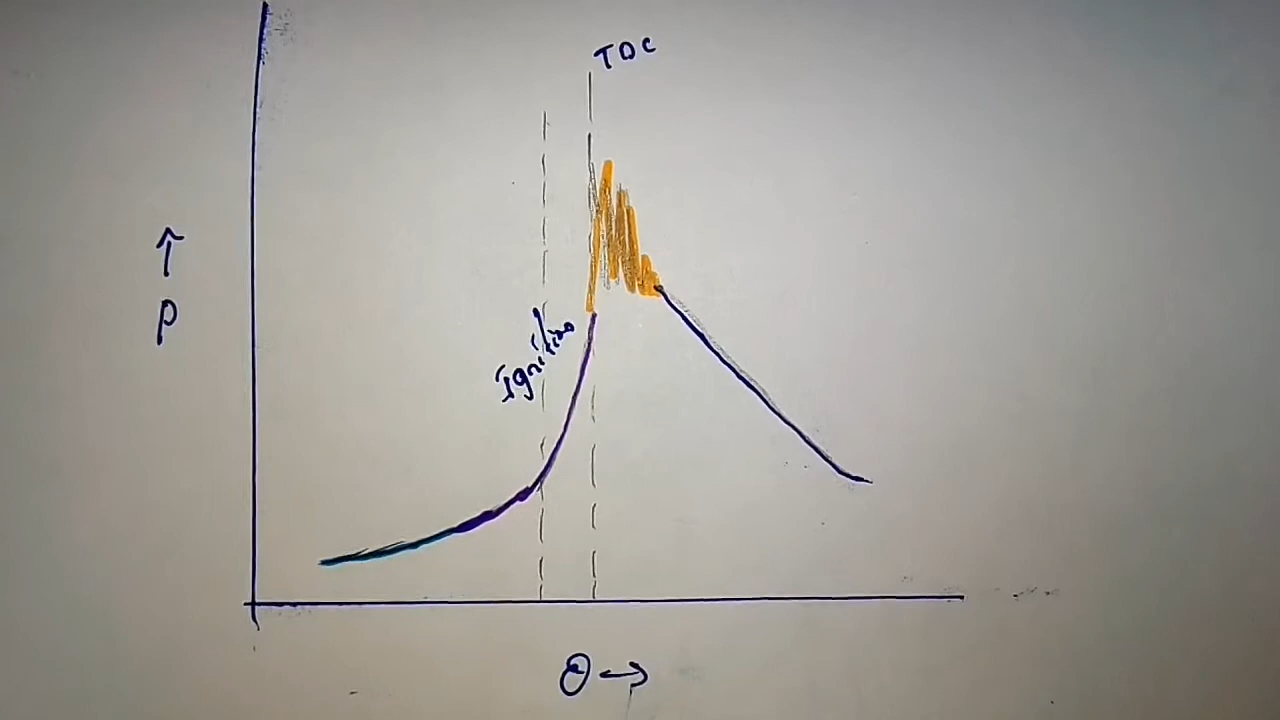 TDC
↑
P
Ignition
θ →